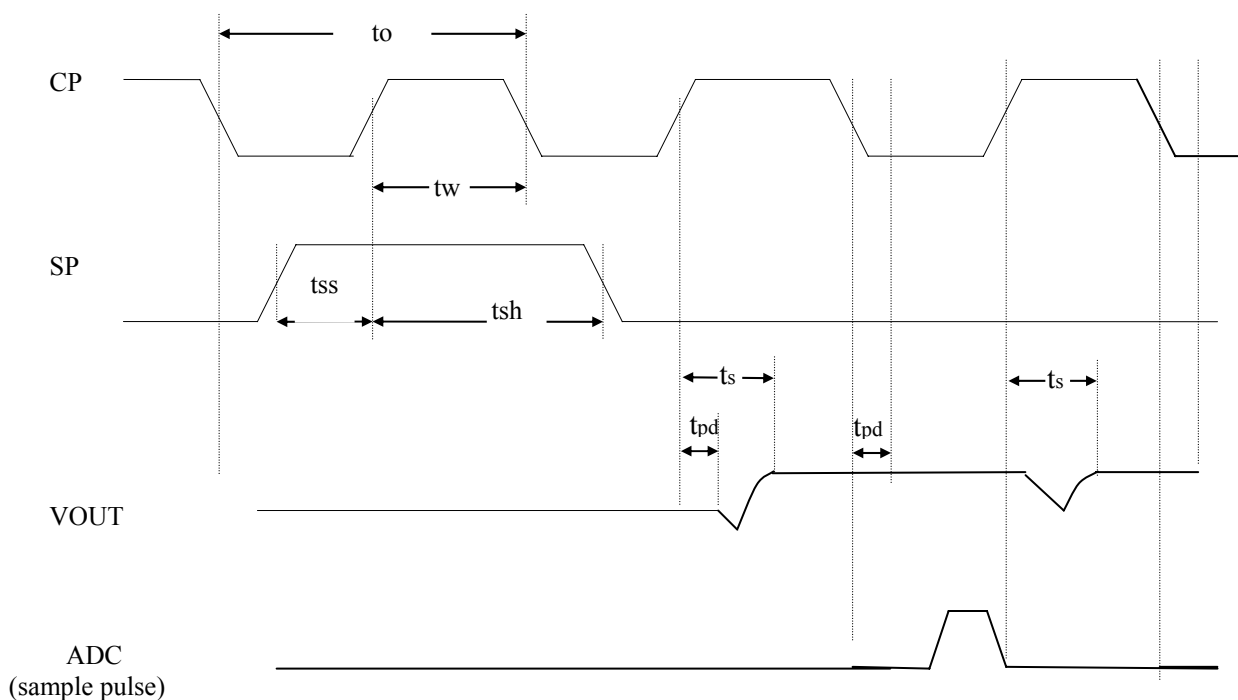 to
CP
tw
SP
tss
tsh
ts
ts
tpd
tpd
VOUT
ADC
(sample pulse)